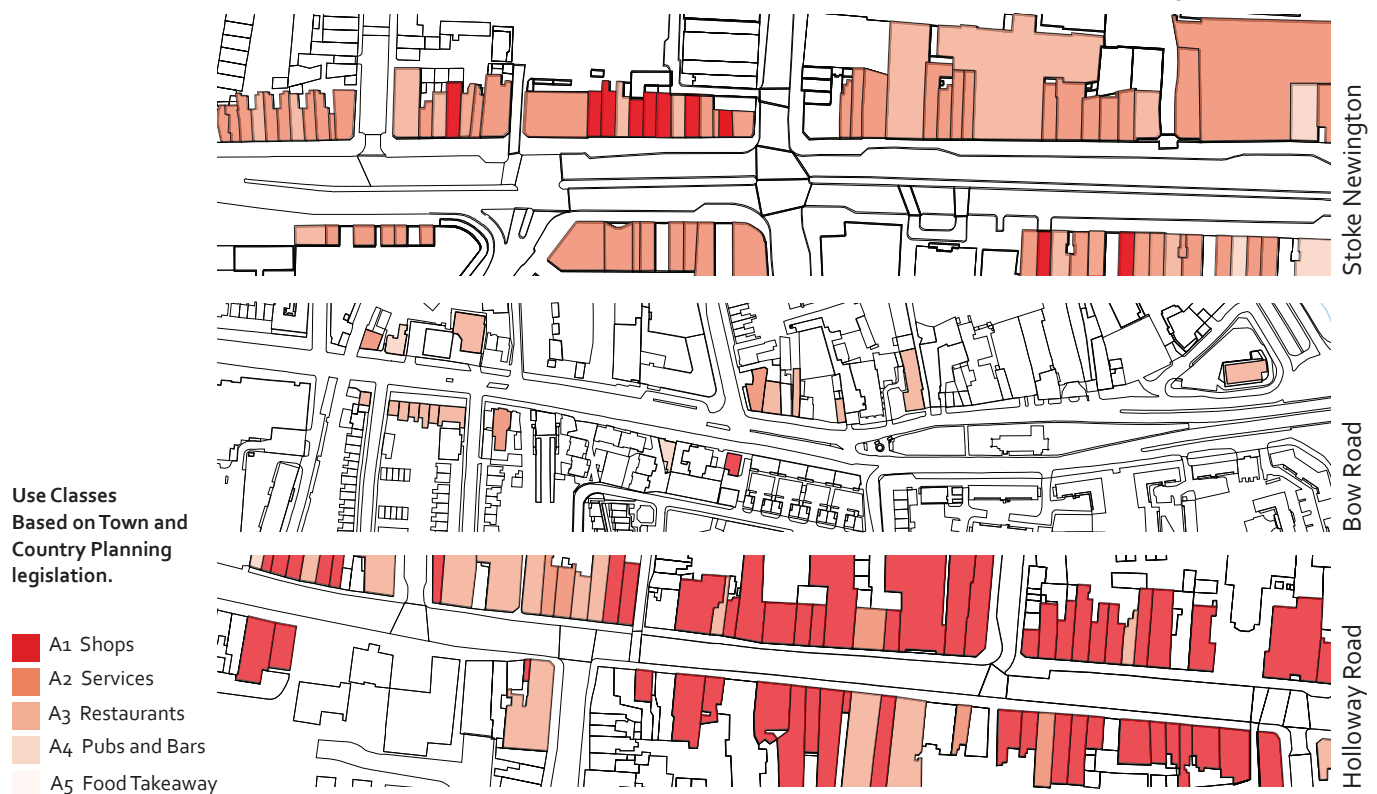 Stoke Newington
Bow Road
Use Classes
Based on Town and
Country Planning
legislation.
A1 Shops
A2 Services
A3 Restaurants
A4 Pubs and Bars
A5 Food Takeaway
Holloway Road